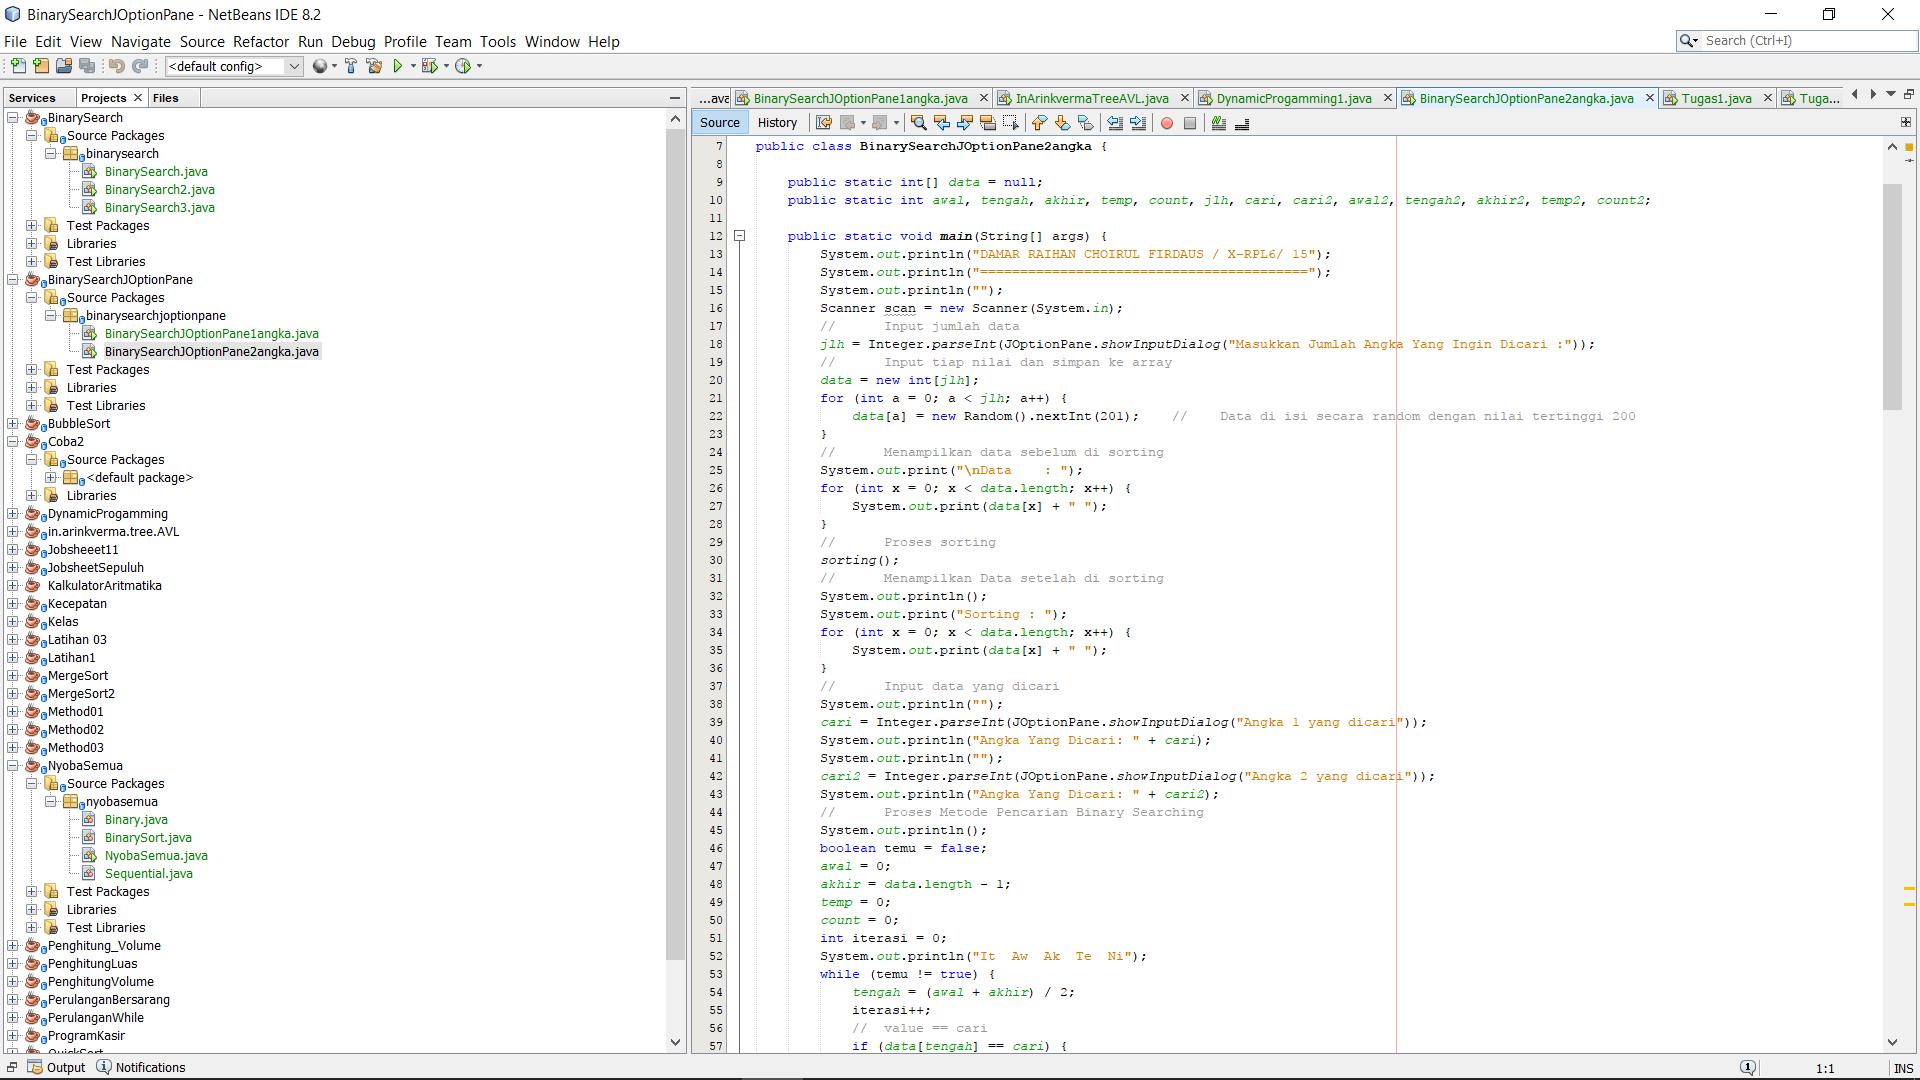 BinarySearchJOptionPane - NetBeans IDE 8.2
File Edit View Navigate Source Refactor Run Debug Profile Team Tools Window Help
Search (Ctrl+I)
<default config>
Services Projects Files
BinarySearch
Source Packages
binarysearch
BinarySearch.java
BinarySearch2.java
BinarySearch3.java
Test Packages
Libraries
Test Libraries
BinarySearchJOptionPane
Source Packages
binarysearchjoptionpane
BinarySearchJOptionPane1angka.java
BinarySearchJOptionPane2angka.java
Test Packages
Libraries
Test Libraries
BubbleSort
Coba2
Source Packages
<default package>
Libraries
DynamicProgamming
in.arinkverma.tree.AVL
Jobsheeet11
JobsheetSepuluh
KalkulatorAritmatika
Kecepatan
Kelas
Latihan 03
Latihan1
MergeSort
MergeSort2
Method01
Method02
Method03
NyobaSemua
Source Packages
nyobasemua
Binary.java
BinarySort.java
NyobaSemua.java
Sequential.java
Test Packages
Libraries
Test Libraries
Penghitung_Volume
PenghitungLuas
PenghitungVolume
PerulanganBersarang
PerulanganWhile
ProgramKasir
QuickSort
...ava BinarySearchJOptionPane1angka.java InArinkvermaTreeAVL.java DynamicProgamming1.java BinarySearchJOptionPane2angka.java Tugas1.java Tuga...
Source History
7 public class BinarySearchJOptionPane2angka {
8
9 public static int[] data = null;
10 public static int awal, tengah, akhir, temp, count, jlh, cari, cari2, awal2, tengah2, akhir2, temp2, count2;
11
12 public static void main(String[] args) {
13 System.out.println("DAMAR RAIHAN CHOIRUL FIRDAUS / X-RPL6/ 15");
14 System.out.println("=========================================");
15 System.out.println("");
16 Scanner scan = new Scanner(System.in);
17 // Input jumlah data
18 jlh = Integer.parseInt(JOptionPane.showInputDialog("Masukkan Jumlah Angka Yang Ingin Dicari :"));
19 // Input tiap nilai dan simpan ke array
20 data = new int[jlh];
21 for (int a = 0; a < jlh; a++) {
22 data[a] = new Random().nextInt(201); // Data di isi secara random dengan nilai tertinggi 200
23 }
24 // Menampilkan data sebelum di sorting
25 System.out.print("\nData : ");
26 for (int x = 0; x < data.length; x++) {
27 System.out.print(data[x] + " ");
28 }
29 // Proses sorting
30 sorting();
31 // Menampilkan Data setelah di sorting
32 System.out.println();
33 System.out.print("Sorting : ");
34 for (int x = 0; x < data.length; x++) {
35 System.out.print(data[x] + " ");
36 }
37 // Input data yang dicari
38 System.out.println("");
39 cari = Integer.parseInt(JOptionPane.showInputDialog("Angka 1 yang dicari"));
40 System.out.println("Angka Yang Dicari: " + cari);
41 System.out.println("");
42 cari2 = Integer.parseInt(JOptionPane.showInputDialog("Angka 2 yang dicari"));
43 System.out.println("Angka Yang Dicari: " + cari2);
44 // Proses Metode Pencarian Binary Searching
45 System.out.println();
46 boolean temu = false;
47 awal = 0;
48 akhir = data.length - 1;
49 temp = 0;
50 count = 0;
51 int iterasi = 0;
52 System.out.println("It Aw Ak Te Ni");
53 while (temu != true) {
54 tengah = (awal + akhir) / 2;
55 iterasi++;
56 // value == cari
57 if (data[tengah] == cari) {
Output Notifications
1:1 INS